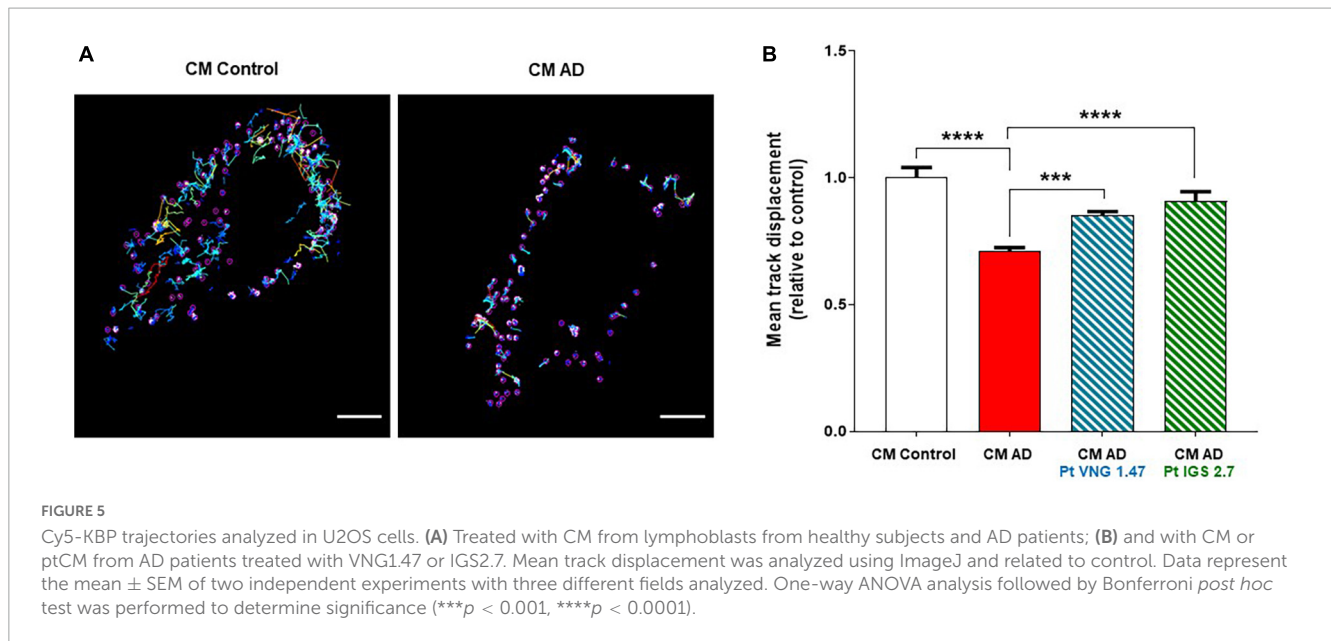 A
CM Control
CM AD
B
Mean track displacement
(relative to control)
1.5
1.0
0.5
0.0
****
****
***
CM Control
CM AD
CM AD
Pt VNG 1.47
CM AD
Pt IGS 2.7
FIGURE 5
Cy5-KBP trajectories analyzed in U2OS cells. (A) Treated with CM from lymphoblasts from healthy subjects and AD patients; (B) and with CM or
ptCM from AD patients treated with VNG1.47 or IGS2.7. Mean track displacement was analyzed using ImageJ and related to control. Data represent
the mean ± SEM of two independent experiments with three different fields analyzed. One-way ANOVA analysis followed by Bonferroni post hoc
test was performed to determine significance (***p < 0.001, ****p < 0.0001).